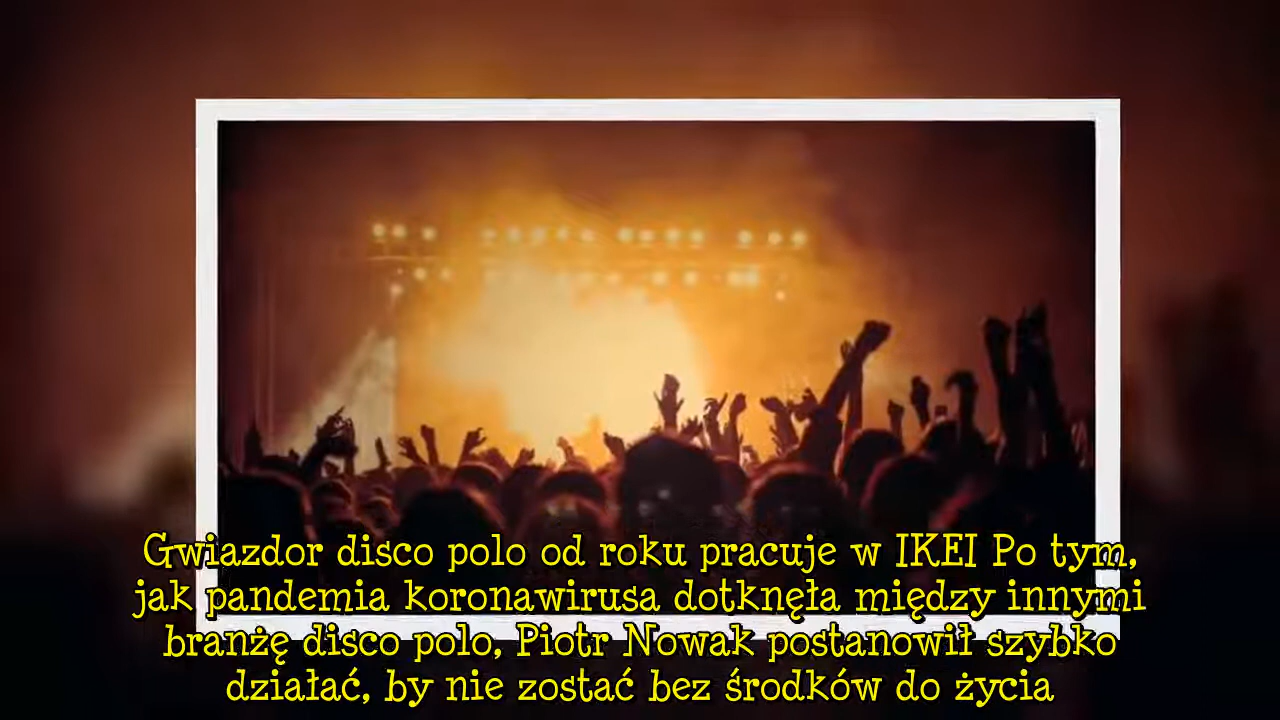 Gwiazdor disco polo od roku pracuje w IKEI Po tym,
jak pandemia koronawirusa dotknęła między innymi
branżę disco polo, Piotr Nowak postanowił szybko
działać, by nie zostać bez środków do życia